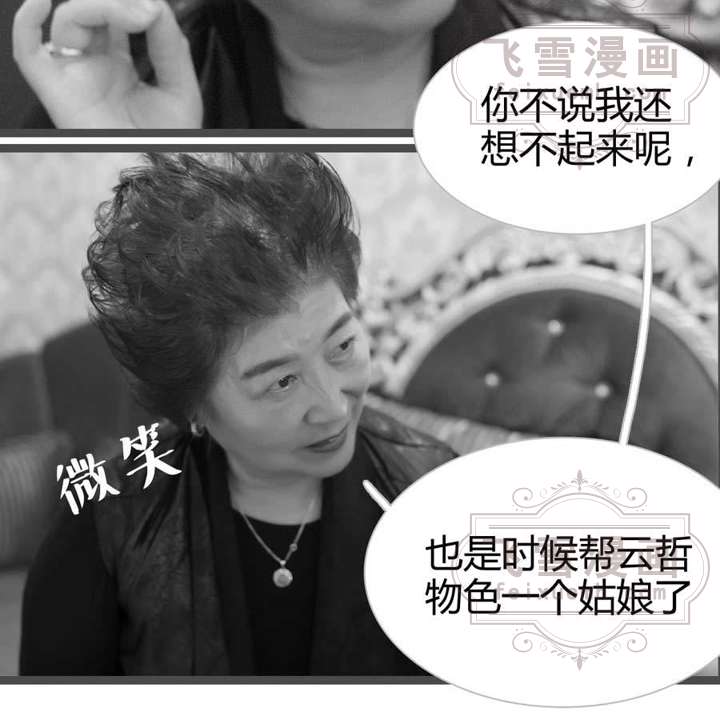 飞雪漫画
你不说我还
想不起来呢，
微笑
也是时候帮云哲
物色一个姑娘了